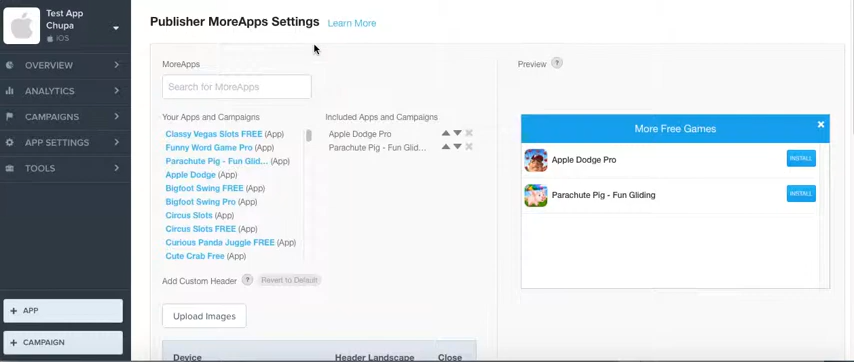 Test App
Chupa
iOS
OVERVIEW
ANALYTICS
CAMPAIGNS
APP SETTINGS
TOOLS
+ APP
+ CAMPAIGN
Publisher MoreApps Settings Learn More
MoreApps
Search for MoreApps
Your Apps and Campaigns
Classy Vegas Slots FREE (App)
Funny Word Game Pro (App)
Parachute Pig - Fun Glid... (App)
Apple Dodge (App)
Bigfoot Swing FREE (App)
Bigfoot Swing Pro (App)
Circus Slots (App)
Circus Slots FREE (App)
Curious Panda Juggle FREE (App)
Cute Crab Free (App)
Included Apps and Campaigns
Apple Dodge Pro
Parachute Pig - Fun Glid...
Add Custom Header ? Revert to Default
Upload Images
Device Header Landscape Close
Preview ?
More Free Games
Apple Dodge Pro INSTALL
Parachute Pig - Fun Gliding INSTALL